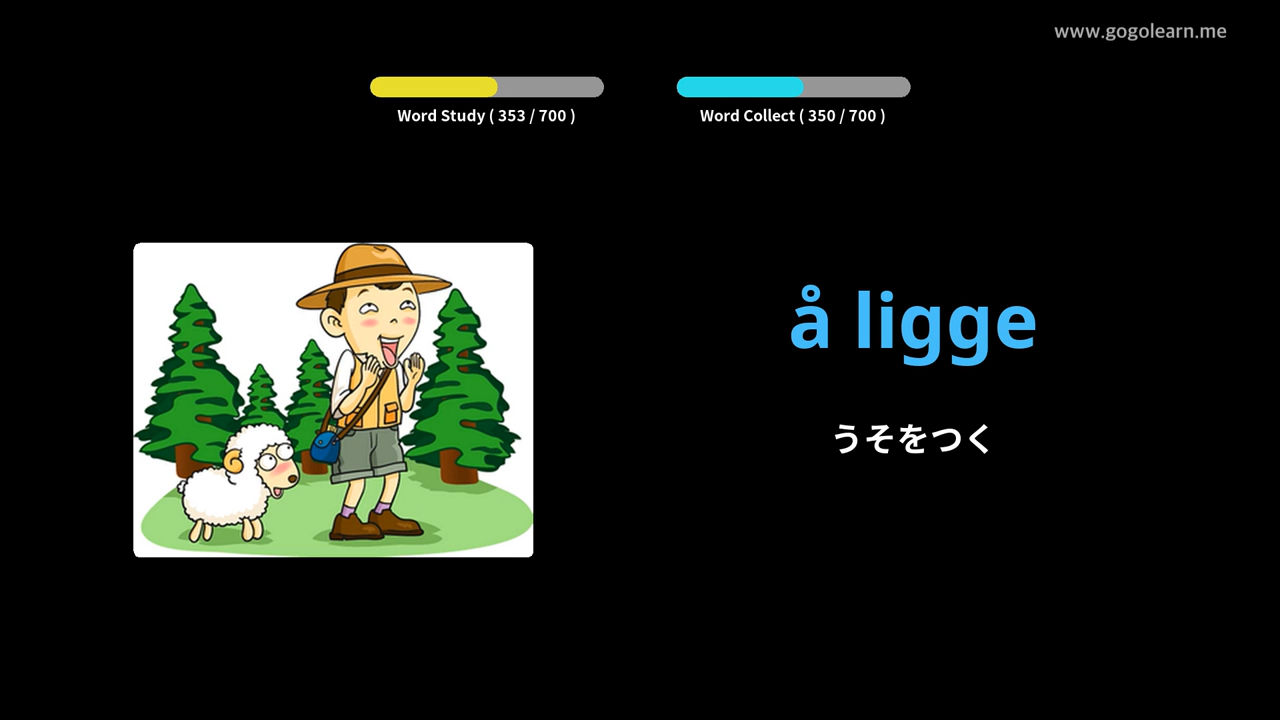 www.gogolearn.me
Word Study ( 353 / 700 )
Word Collect ( 350 / 700 )
å ligge
うそをつく